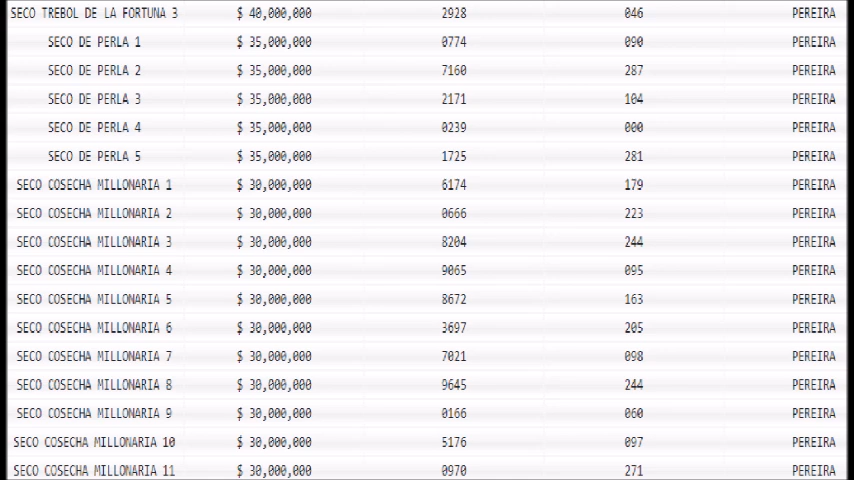 SECO TREBOL DE LA FORTUNA 3 $ 40,000,000 2928 046 PEREIRA
SECO DE PERLA 1 $ 35,000,000 0774 090 PEREIRA
SECO DE PERLA 2 $ 35,000,000 7160 287 PEREIRA
SECO DE PERLA 3 $ 35,000,000 2171 104 PEREIRA
SECO DE PERLA 4 $ 35,000,000 0239 000 PEREIRA
SECO DE PERLA 5 $ 35,000,000 1725 281 PEREIRA
SECO COSECHA MILLONARIA 1 $ 30,000,000 6174 179 PEREIRA
SECO COSECHA MILLONARIA 2 $ 30,000,000 0666 223 PEREIRA
SECO COSECHA MILLONARIA 3 $ 30,000,000 8204 244 PEREIRA
SECO COSECHA MILLONARIA 4 $ 30,000,000 9065 095 PEREIRA
SECO COSECHA MILLONARIA 5 $ 30,000,000 8672 163 PEREIRA
SECO COSECHA MILLONARIA 6 $ 30,000,000 3697 205 PEREIRA
SECO COSECHA MILLONARIA 7 $ 30,000,000 7021 098 PEREIRA
SECO COSECHA MILLONARIA 8 $ 30,000,000 9645 244 PEREIRA
SECO COSECHA MILLONARIA 9 $ 30,000,000 0166 060 PEREIRA
SECO COSECHA MILLONARIA 10 $ 30,000,000 5176 097 PEREIRA
SECO COSECHA MILLONARIA 11 $ 30,000,000 0970 271 PEREIRA